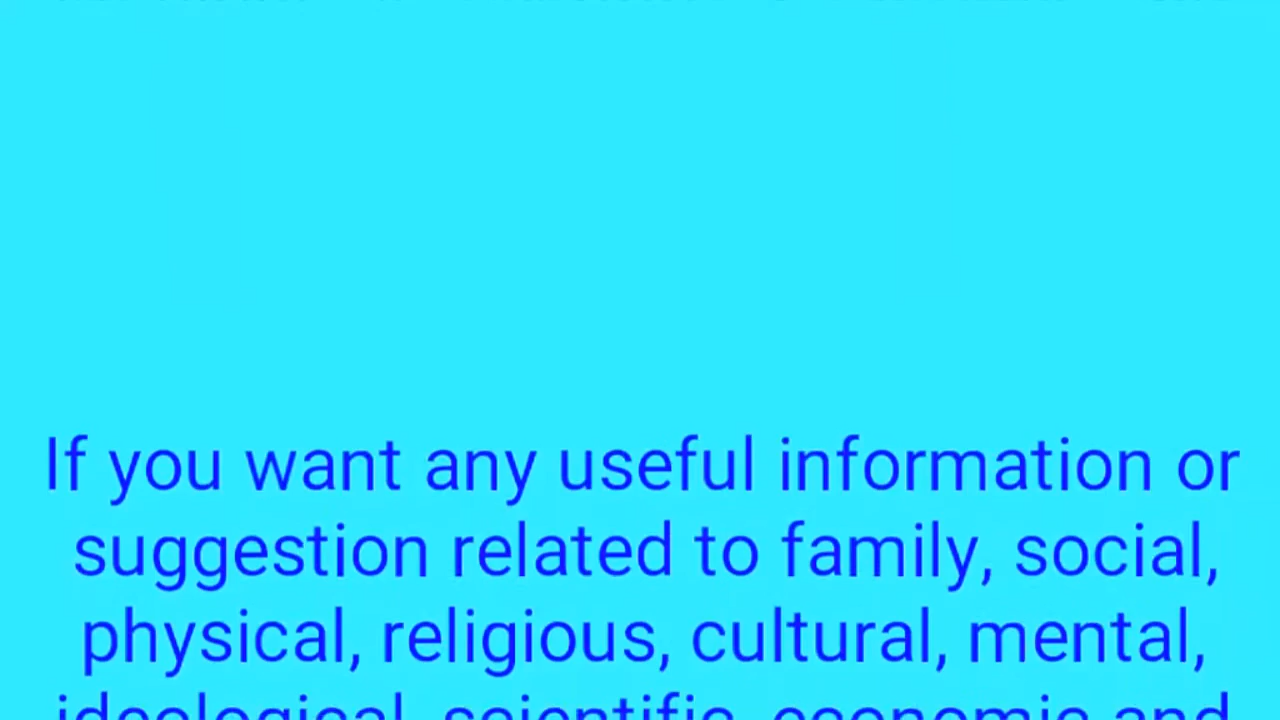 If you want any useful information or
suggestion related to family, social,
physical, religious, cultural, mental,
ideological, scientific, economic and